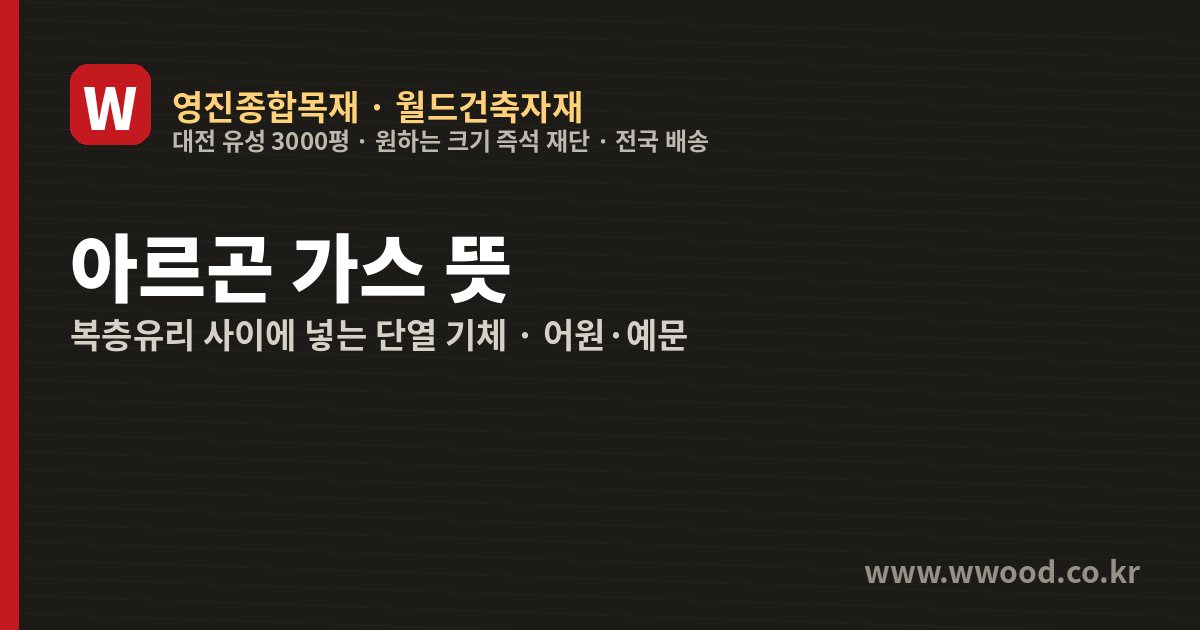 W
영진종합목재 · 월드건축자재
대전 유성 3000평 · 원하는 크기 즉석 재단 · 전국 배송
아르곤 가스 뜻
복층유리 사이에 넣는 단열 기체 · 어원·예문
www.wwood.co.kr